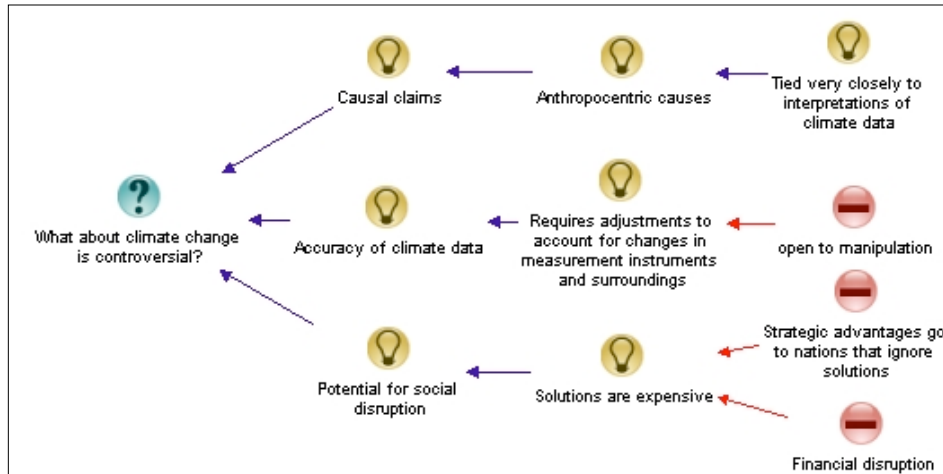 Causal claims
Anthropocentric causes
Tied very closely to
interpretations of
climate data
What about climate change
is controversial?
Accuracy of climate data
Requires adjustments to
account for changes in
measurement instruments
and surroundings
open to manipulation
Potential for social
disruption
Solutions are expensive
Strategic advantages go
to nations that ignore
solutions
Financial disruption